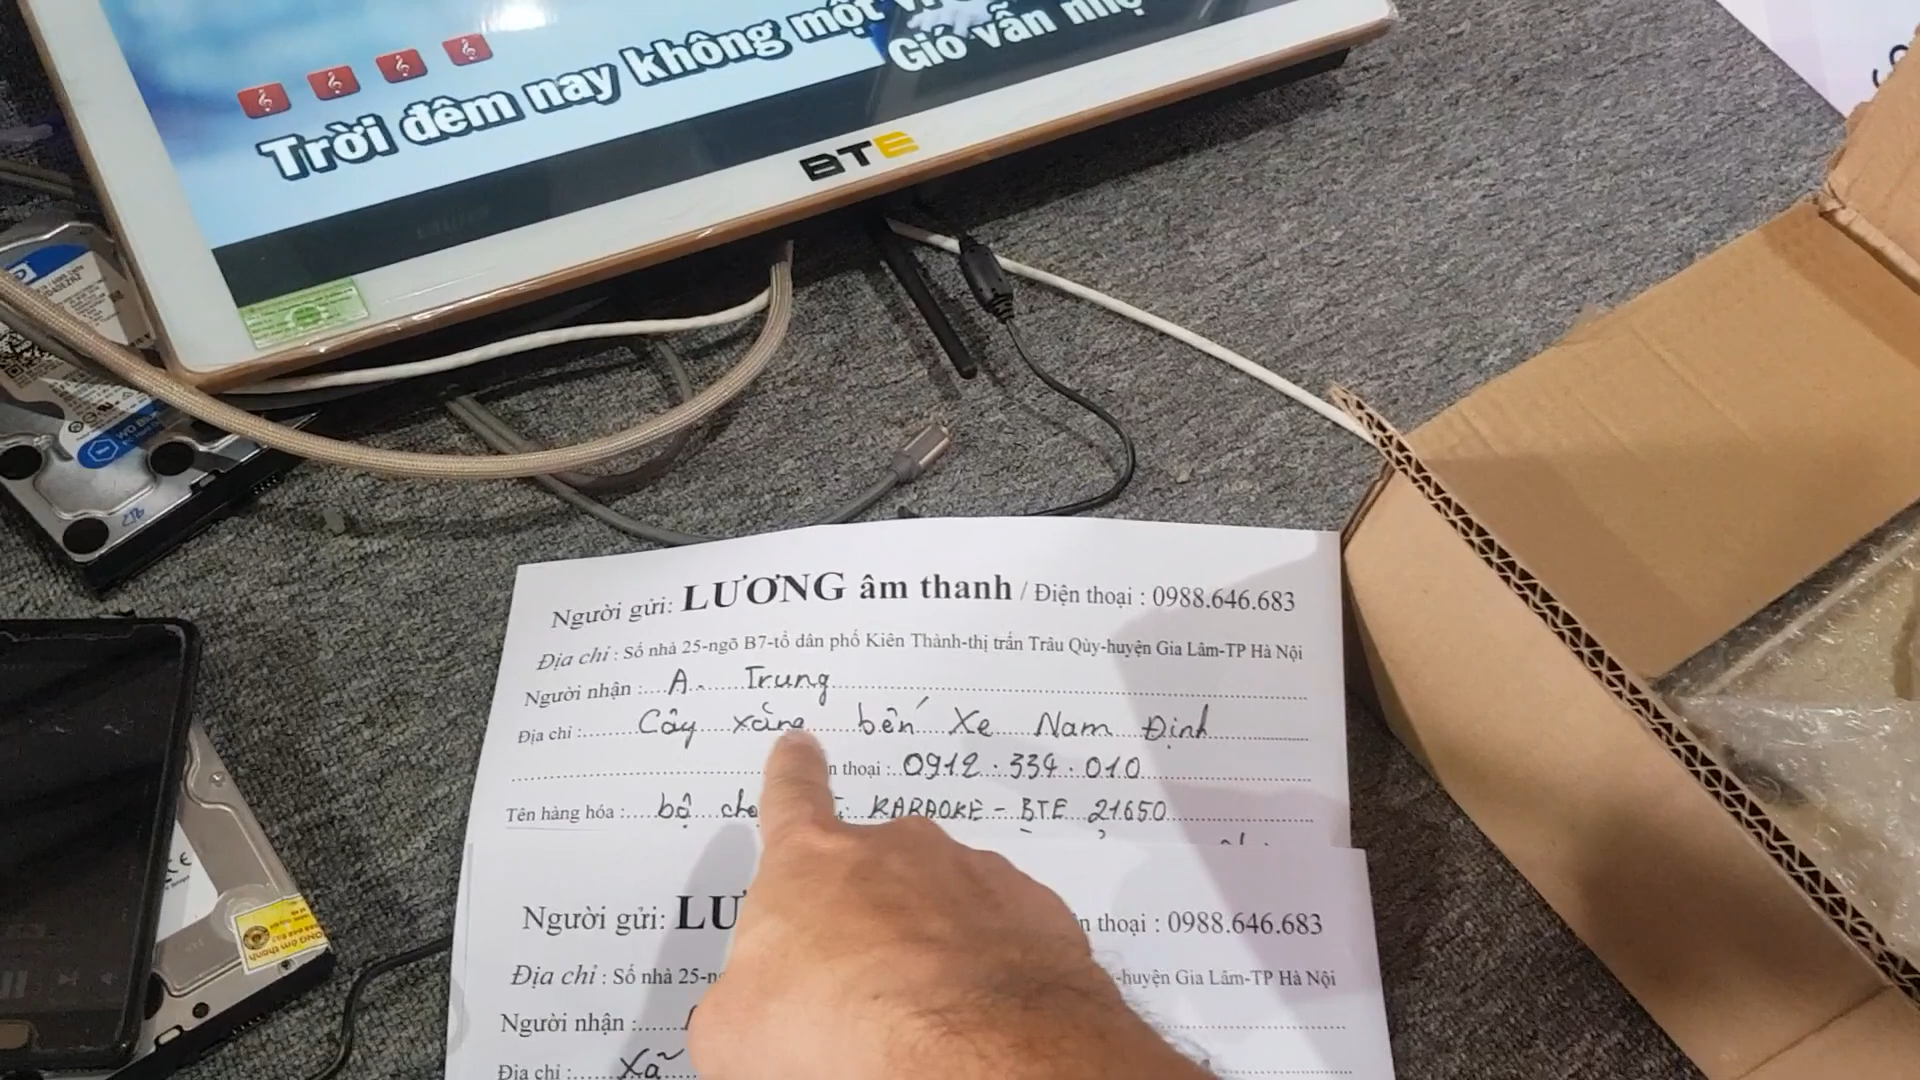 Trời đêm nay không một
Gió vẫn
BTE
WD
Người gửi: LƯƠNG âm thanh / Điện thoại : 0988.646.683
Địa chỉ : Số nhà 25-ngõ B7-tổ dân phố Kiên Thành-thị trấn Trâu Qùy-huyện Gia Lâm-TP Hà Nội
Người nhận : A. Trung
Địa chỉ : Cây xăng bến Xe Nam Định
thoại : 0912.334.010
Tên hàng hóa : bộ KARAOKE - BTE 21650
Người gửi: thoại : 0988.646.683
Địa chỉ : Số nhà -huyện Gia Lâm-TP Hà Nội
Người nhận :
Địa chỉ : Xã